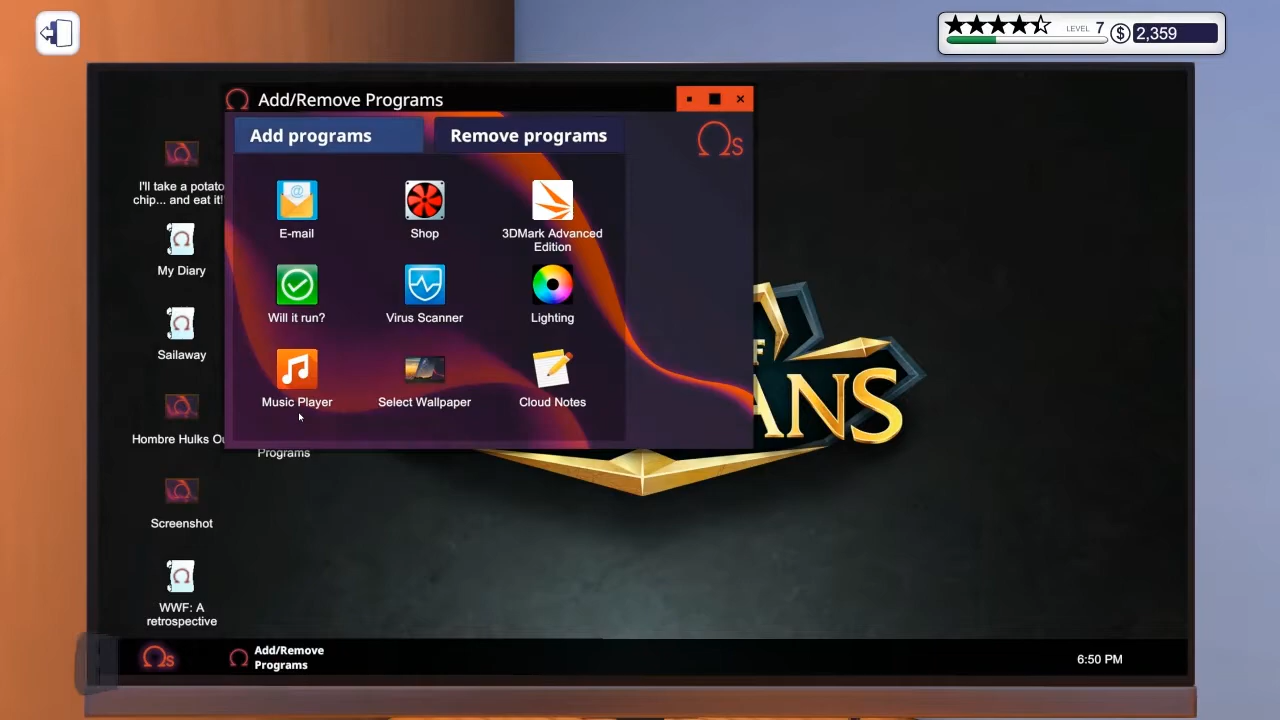 LEVEL 7
$ 2,359
Add/Remove Programs
Add programs
Remove programs
Ωs
E-mail
Shop
3DMark Advanced
Edition
Will it run?
Virus Scanner
Lighting
Music Player
Select Wallpaper
Cloud Notes
I'll take a potato
chip... and eat it!
My Diary
Sailaway
Hombre Hulks Ou
Programs
Screenshot
WWF: A
retrospective
F
ANS
Ωs
Add/Remove
Programs
6:50 PM